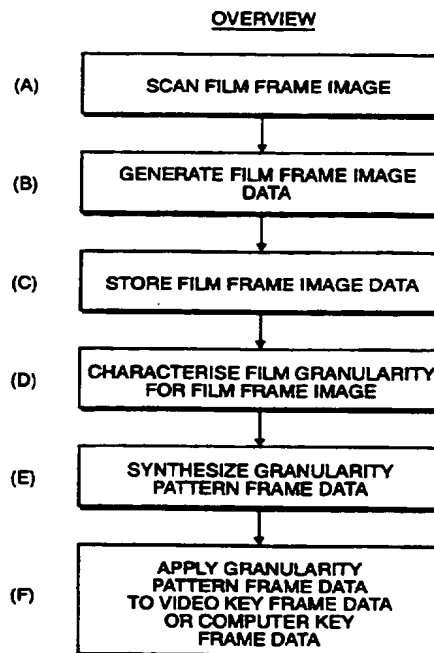 OVERVIEW
(A) SCAN FILM FRAME IMAGE
(B) GENERATE FILM FRAME IMAGE
DATA
(C) STORE FILM FRAME IMAGE DATA
(D) CHARACTERISE FILM GRANULARITY
FOR FILM FRAME IMAGE
(E) SYNTHESIZE GRANULARITY
PATTERN FRAME DATA
(F) APPLY GRANULARITY
PATTERN FRAME DATA
TO VIDEO KEY FRAME DATA
OR COMPUTER KEY
FRAME DATA